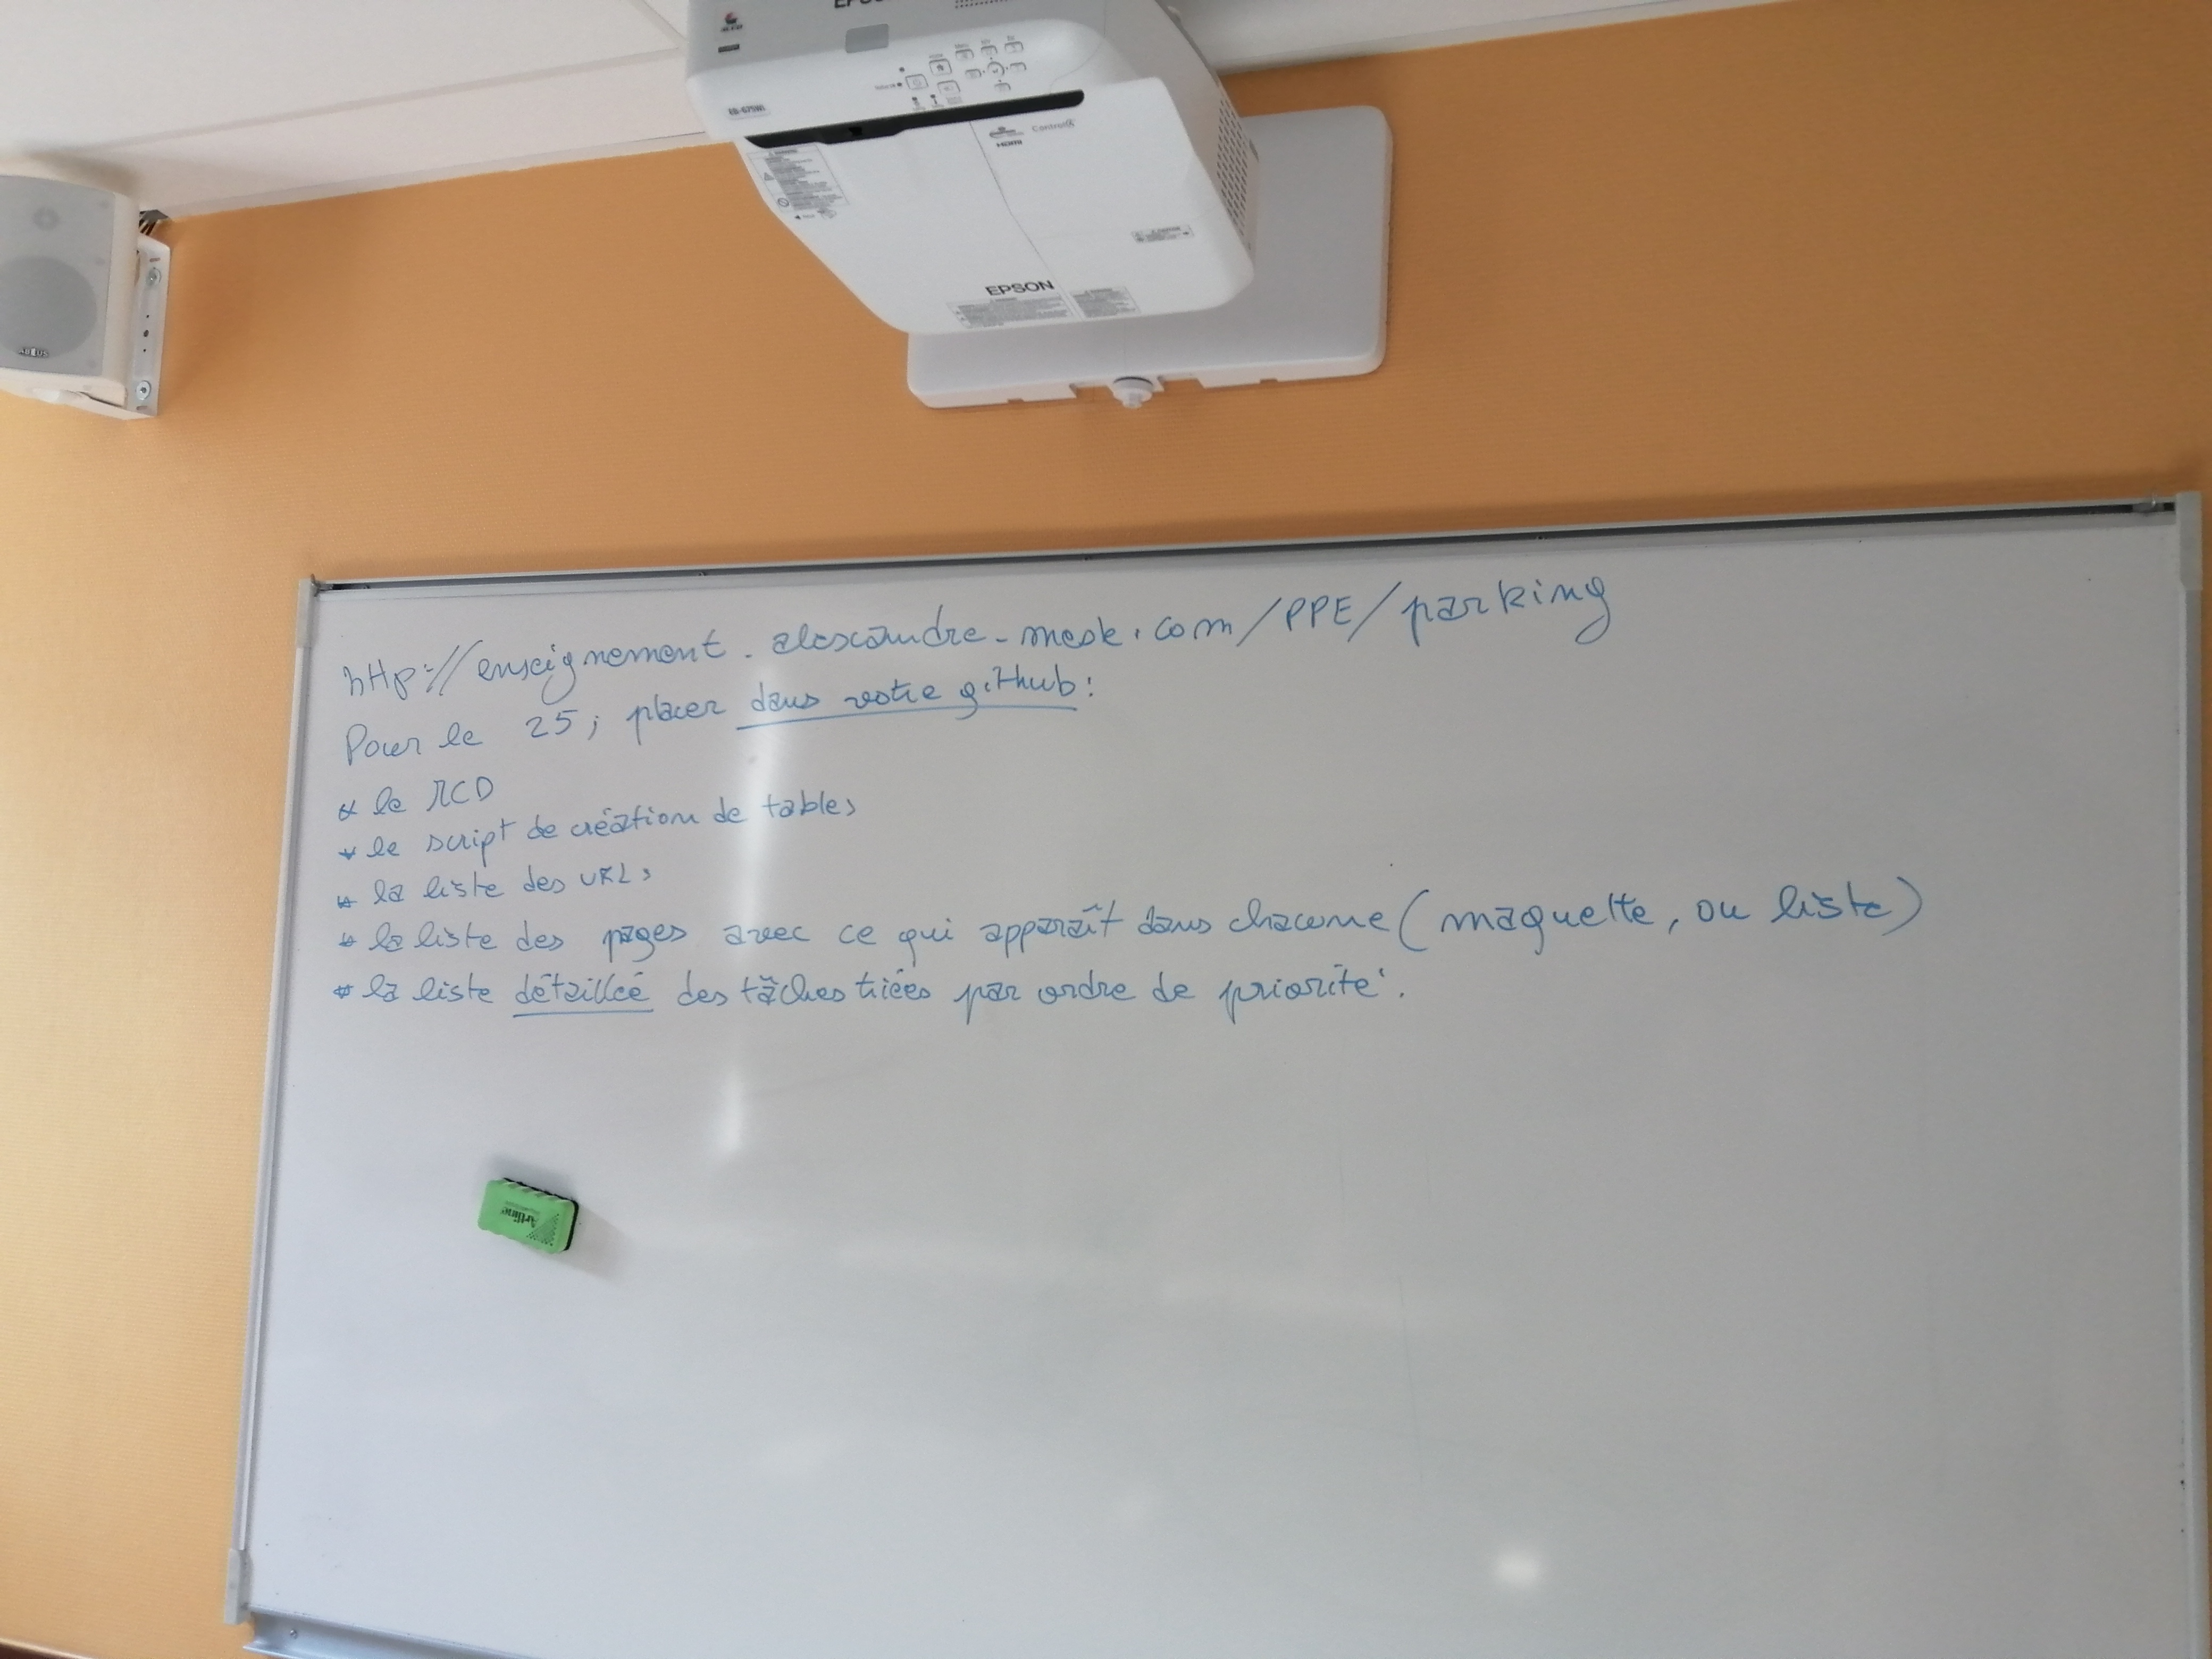 EPSON
HDMI
EPSON
http://enseignement.alexandre-mesle.com/PPE/parking
Pour le 25, placer dans votre github:
* le MCD
* le script de création de tables
* la liste des URLs
* la liste des pages avec ce qui apparaît dans chacune (maquette, ou liste)
* la liste détaillée des tâches triées par ordre de priorité.
Artline